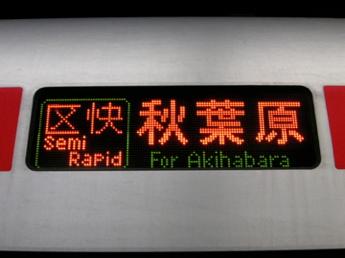 区快
Semi
Rapid
秋葉原
For Akihabara